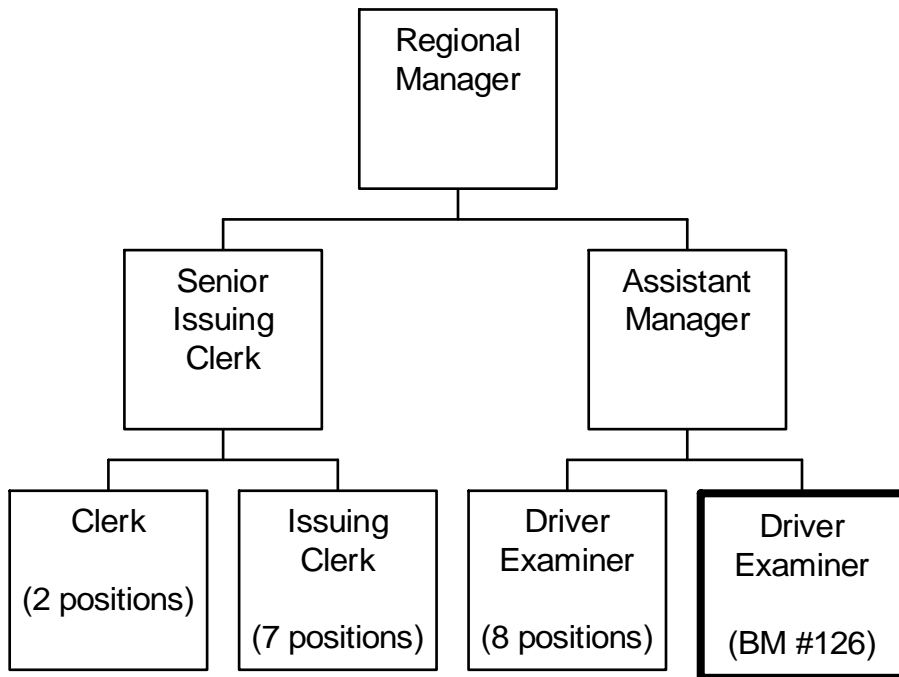 Regional
Manager
Senior
Issuing
Clerk
Assistant
Manager
Clerk
(2 positions)
Issuing
Clerk
(7 positions)
Driver
Examiner
(8 positions)
Driver
Examiner
(BM #126)